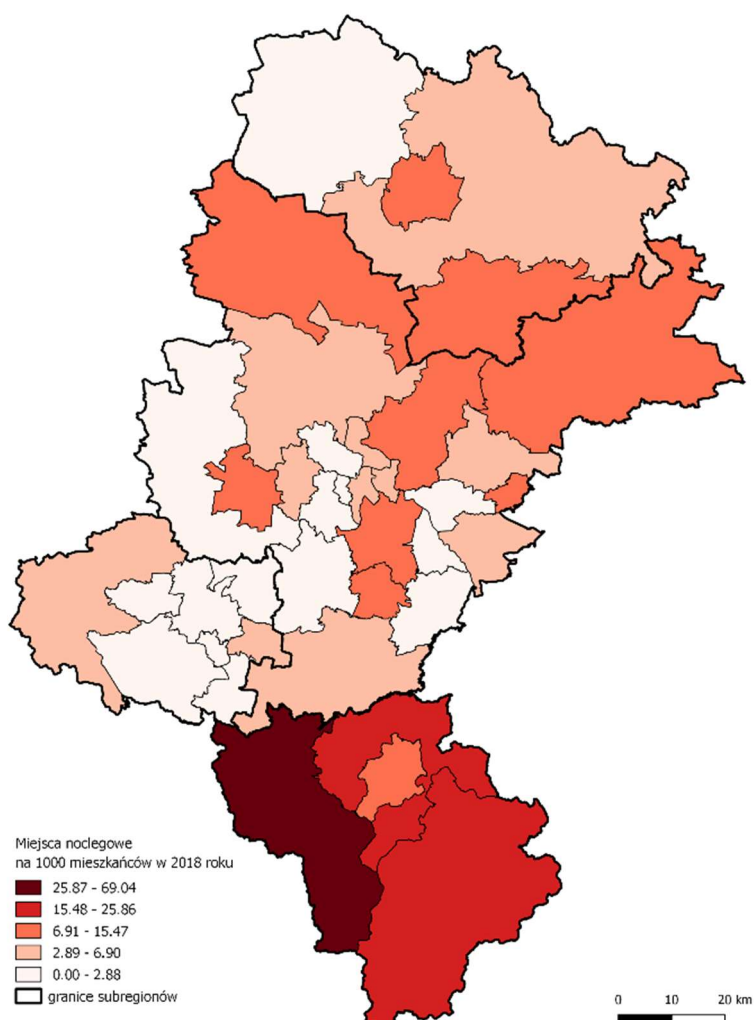 Miejsca noclegowe
na 1000 mieszkańców w 2018 roku
25.87 - 69.04
15.48 - 25.86
6.91 - 15.47
2.89 - 6.90
0.00 - 2.88
granice subregionów
0 10 20 km